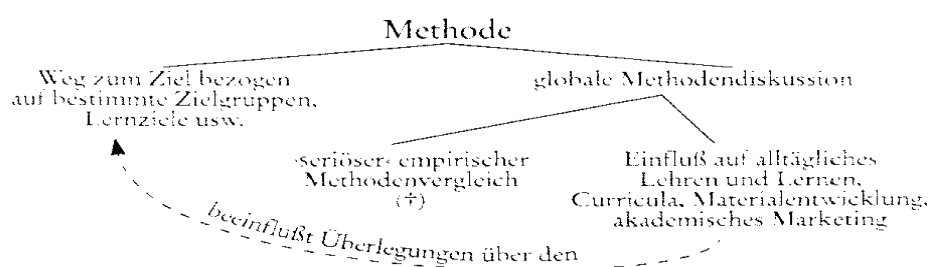 Methode
Weg zum Ziel bezogen
auf bestimmte Zielgruppen,
Lernziele usw.
globale Methodendiskussion
›seriöser‹ empirischer
Methodenvergleich
(†)
Einfluß auf alltägliches
Lehren und Lernen,
Curricula, Materialentwicklung,
akademisches Marketing
beeinflußt Überlegungen über den